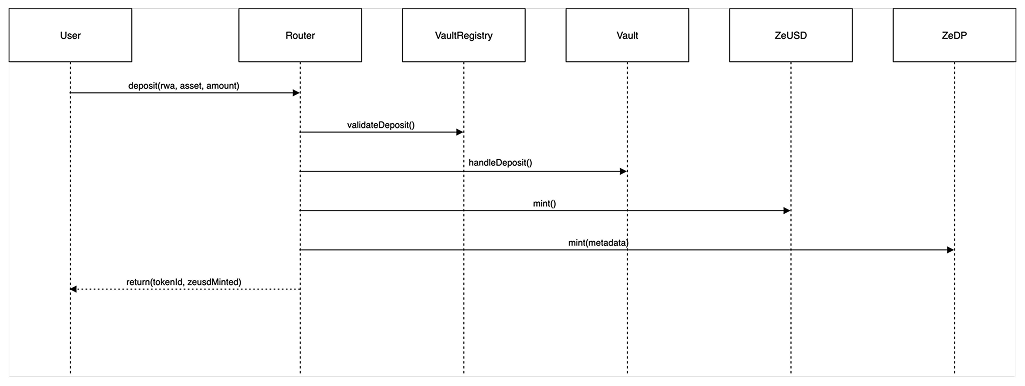 User
Router
VaultRegistry
Vault
ZeUSD
ZeDP
deposit(rwa, asset, amount)
validateDeposit()
handleDeposit()
mint()
mint(metadata)
return(tokenId, zeusdMinted)